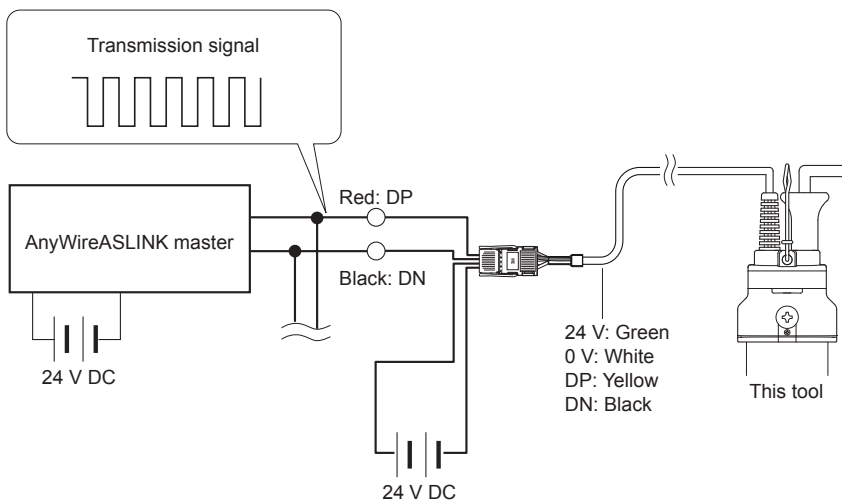 Transmission signal
Red: DP
AnyWireASLINK master
Black: DN
24 V DC
24 V: Green
0 V: White
DP: Yellow
DN: Black
This tool
24 V DC